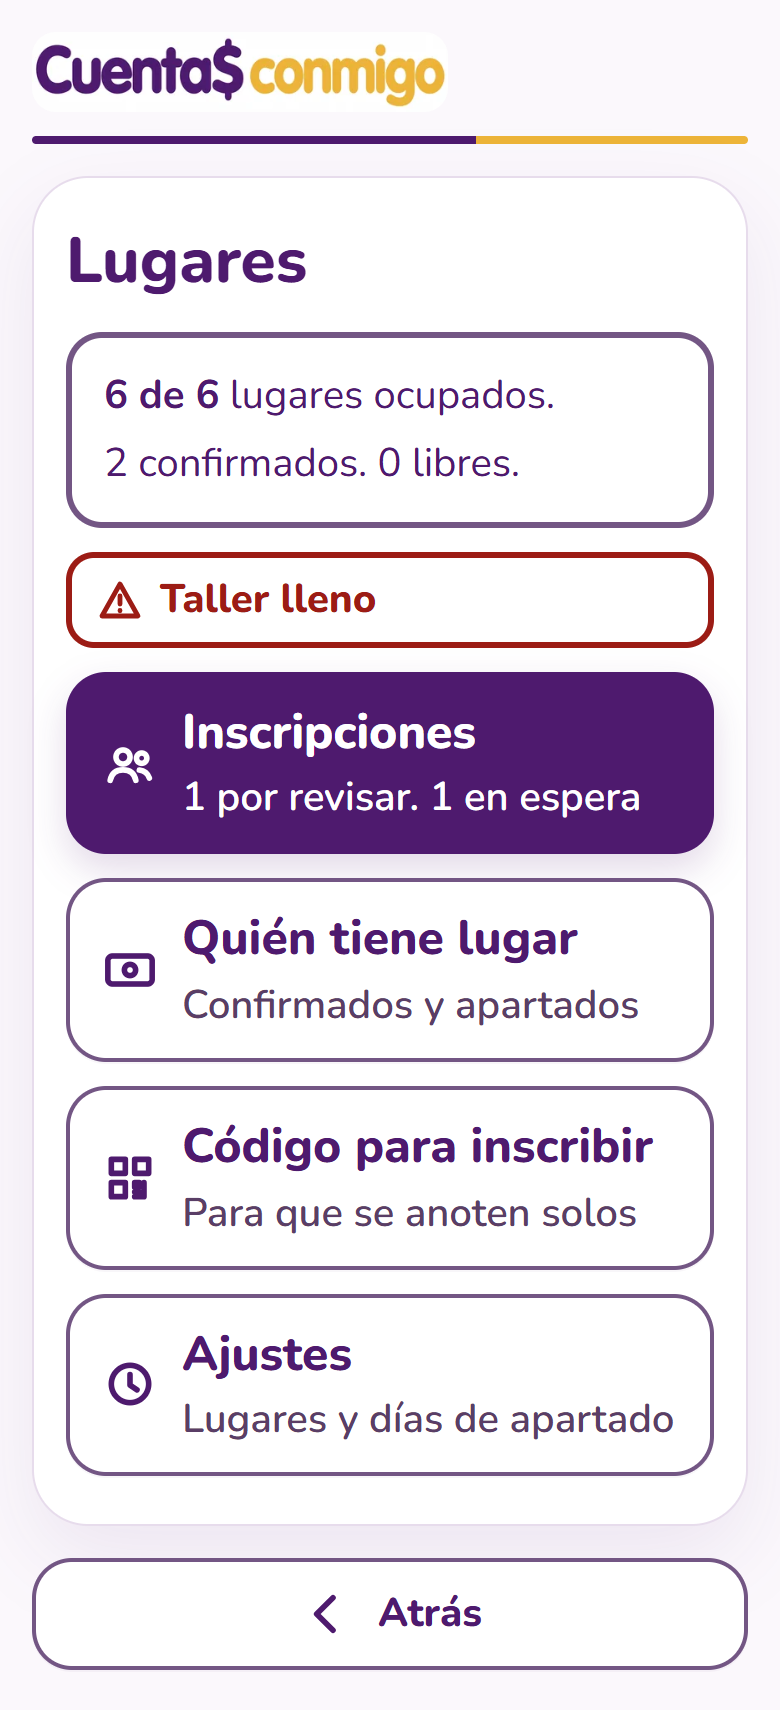 Cuenta$ conmigo
Lugares
6 de 6 lugares ocupados.
2 confirmados. 0 libres.
Taller lleno
Inscripciones
1 por revisar. 1 en espera
Quién tiene lugar
Confirmados y apartados
Código para inscribir
Para que se anoten solos
Ajustes
Lugares y días de apartado
Atrás